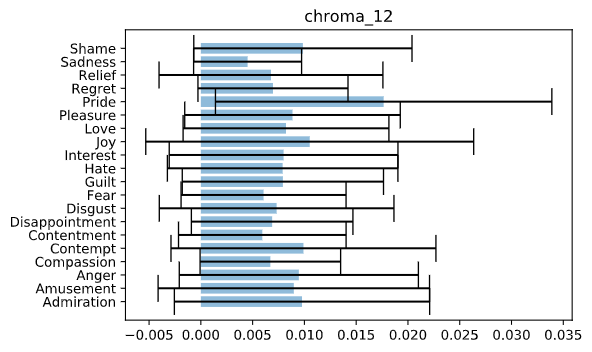 chroma_12
Shame
Sadness
Relief
Regret
Pride
Pleasure
Love
Joy
Interest
Hate
Guilt
Fear
Disgust
Disappointment
Contentment
Contempt
Compassion
Anger
Amusement
Admiration
−0.005 0.000 0.005 0.010 0.015 0.020 0.025 0.030 0.035